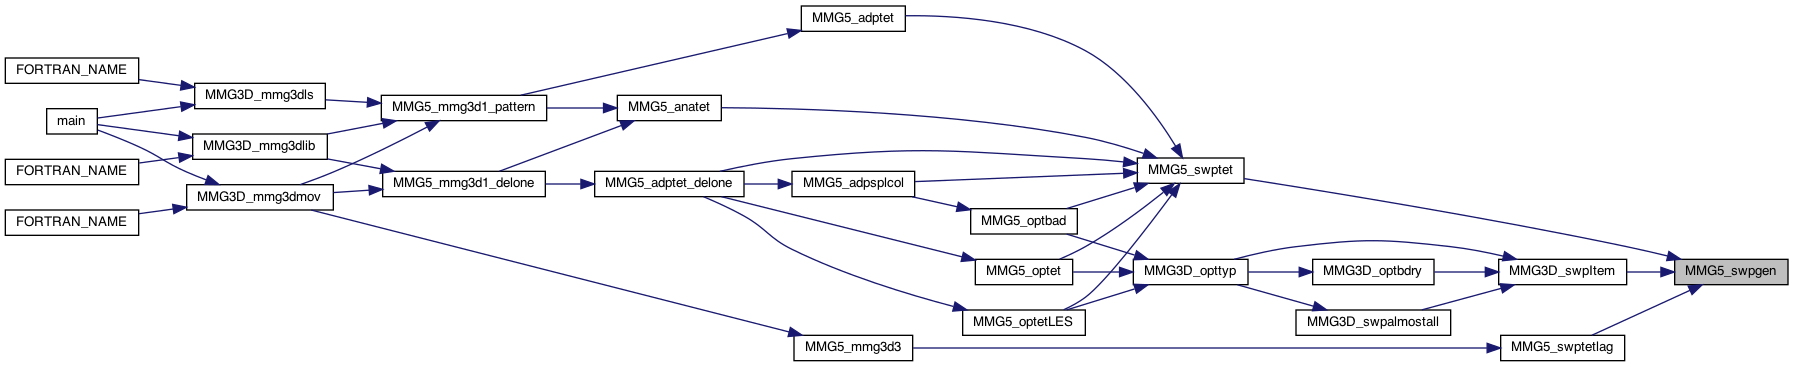 MMG5_adptet
FORTRAN_NAME
MMG3D_mmg3dls
MMG5_mmg3d1_pattern
MMG5_anatet
main
MMG3D_mmg3dlib
FORTRAN_NAME
MMG5_swptet
MMG5_mmg3d1_delone
MMG5_adptet_delone
MMG5_adpsplcol
MMG3D_mmg3dmov
FORTRAN_NAME
MMG5_optbad
MMG5_optet
MMG3D_opttyp
MMG3D_optbdry
MMG3D_swpItem
MMG5_swpgen
MMG5_optetLES
MMG3D_swpalmostall
MMG5_mmg3d3
MMG5_swptetlag